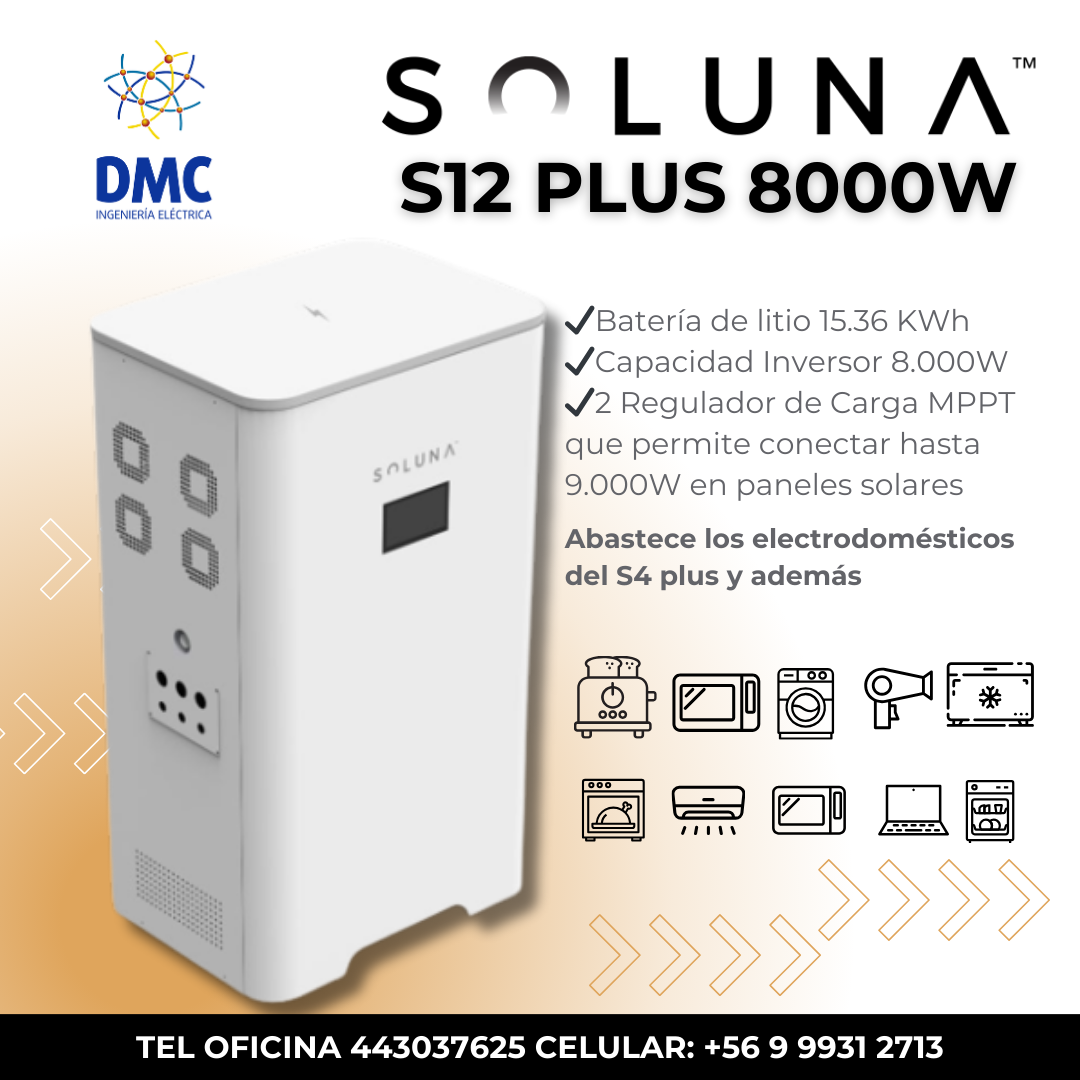 DMC
INGENIERÍA ELÉCTRICA
SOLUNA™
S12 PLUS 8000W
✓Batería de litio 15.36 KWh
✓Capacidad Inversor 8.000W
✓2 Regulador de Carga MPPT
que permite conectar hasta
9.000W en paneles solares
Abastece los electrodomésticos
del S4 plus y además
SOLUNA
TEL OFICINA 443037625 CELULAR: +56 9 9931 2713